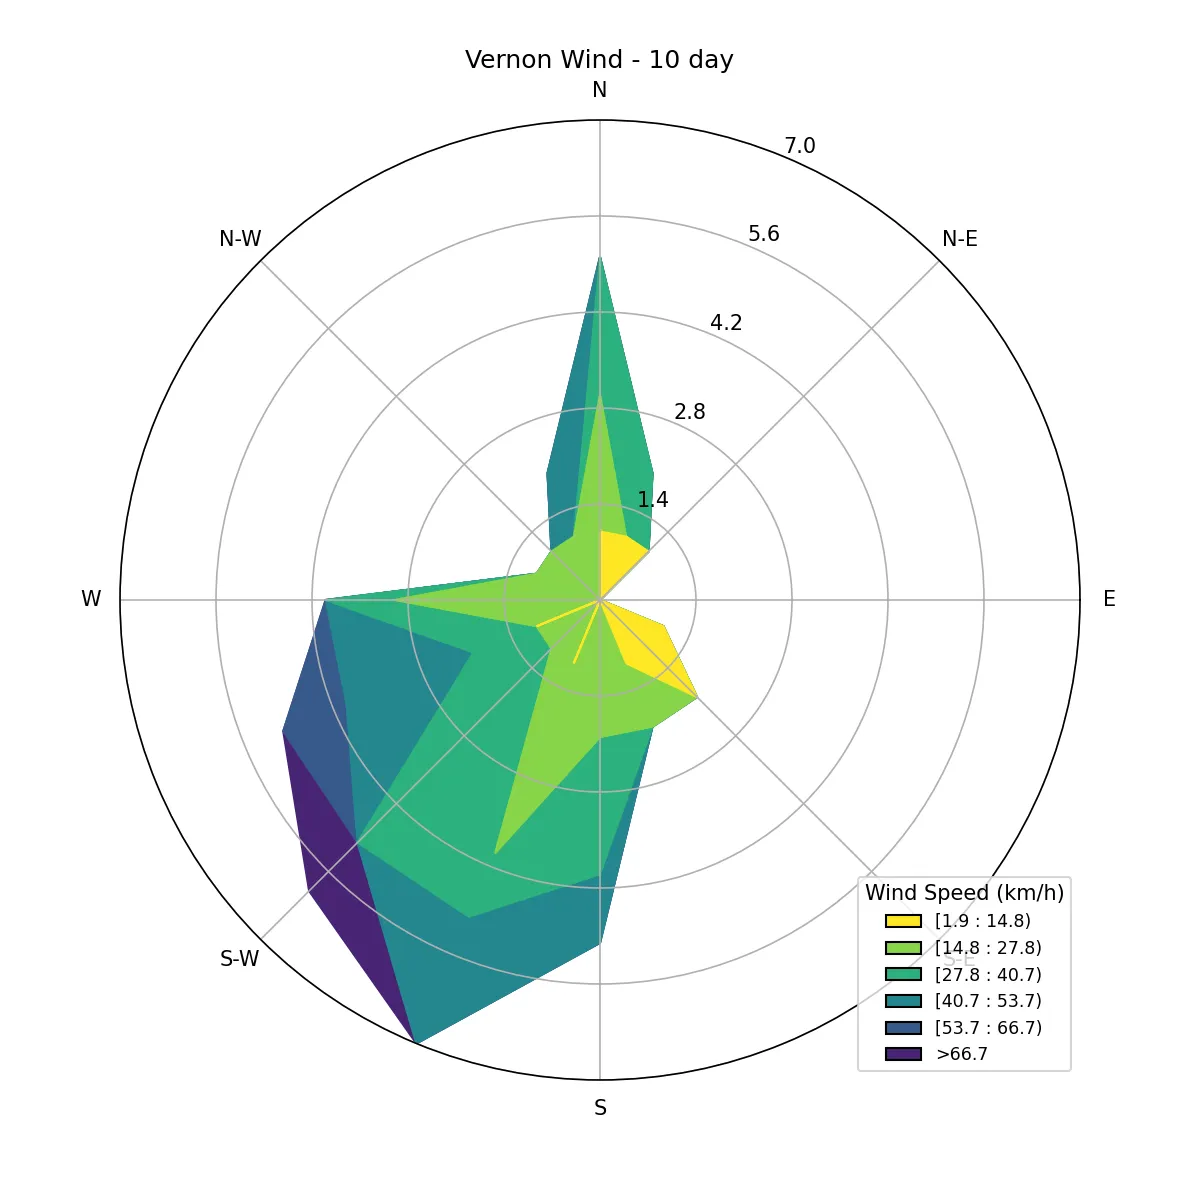 Vernon Wind - 10 day
N
7.0
N-W
5.6
N-E
4.2
2.8
1.4
W
E
Wind Speed (km/h)
[1.9 : 14.8)
[14.8 : 27.8)
S-W
S-E
[27.8 : 40.7)
[40.7 : 53.7)
[53.7 : 66.7)
>66.7
S